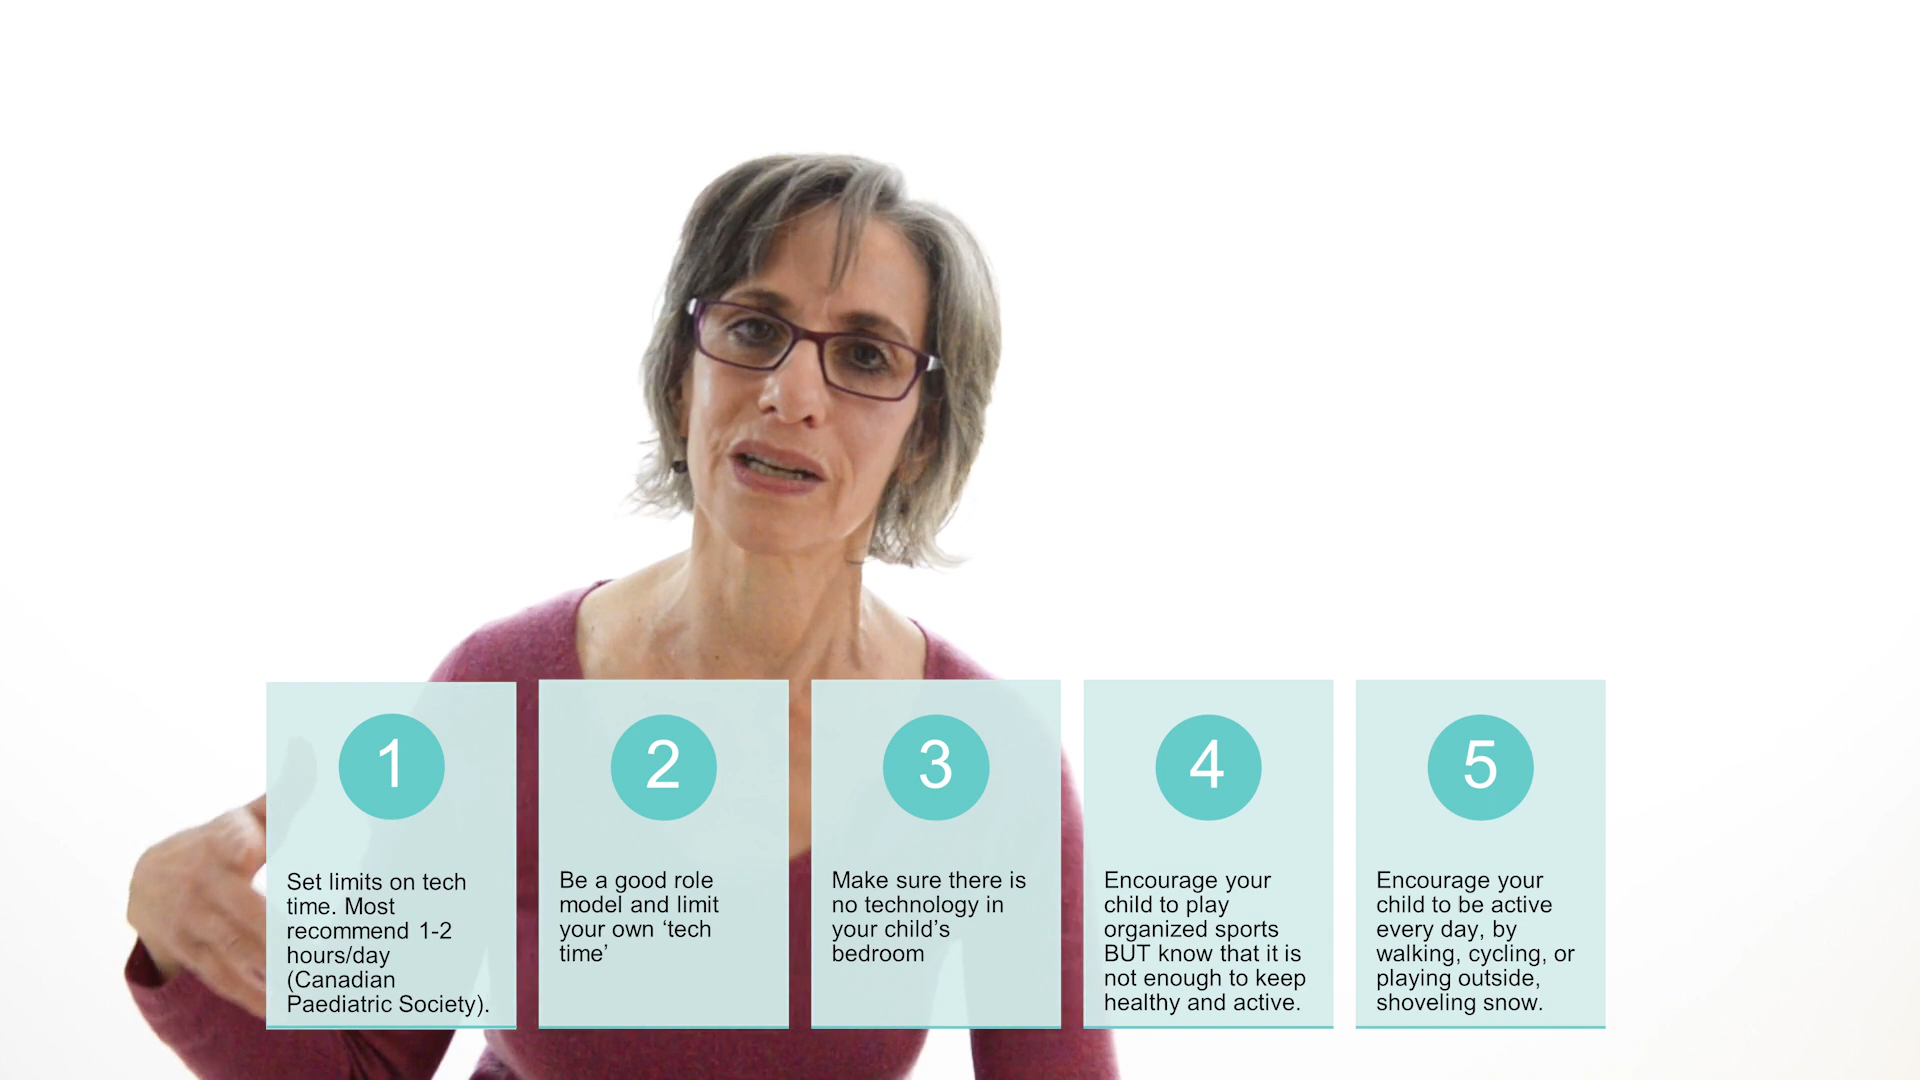 1
Set limits on tech
time. Most
recommend 1-2
hours/day
(Canadian
Paediatric Society).
2
Be a good role
model and limit
your own ‘tech
time’
3
Make sure there is
no technology in
your child’s
bedroom
4
Encourage your
child to play
organized sports
BUT know that it is
not enough to keep
healthy and active.
5
Encourage your
child to be active
every day, by
walking, cycling, or
playing outside,
shoveling snow.